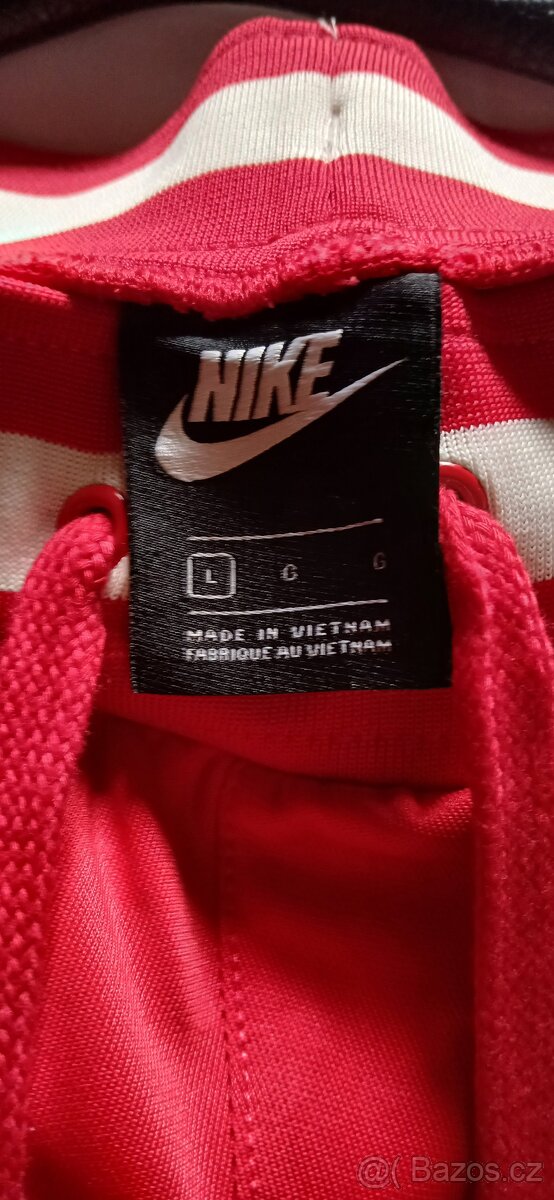 NIKE
L G G
MADE IN VIETNAM
FABRIQUE AU VIETNAM
@( Bazos.cz